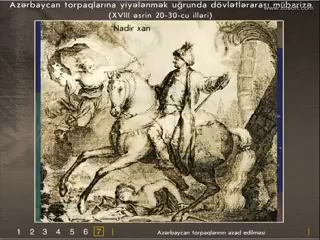 Azərbaycan torpaqlarına yiyələnmək uğrunda dövlətlərarası mübarizə
(XVIII əsrin 20-30-cu illəri)
Nadir xan
1 2 3 4 5 6 7
Azərbaycan torpaqlarının azad edilməsi